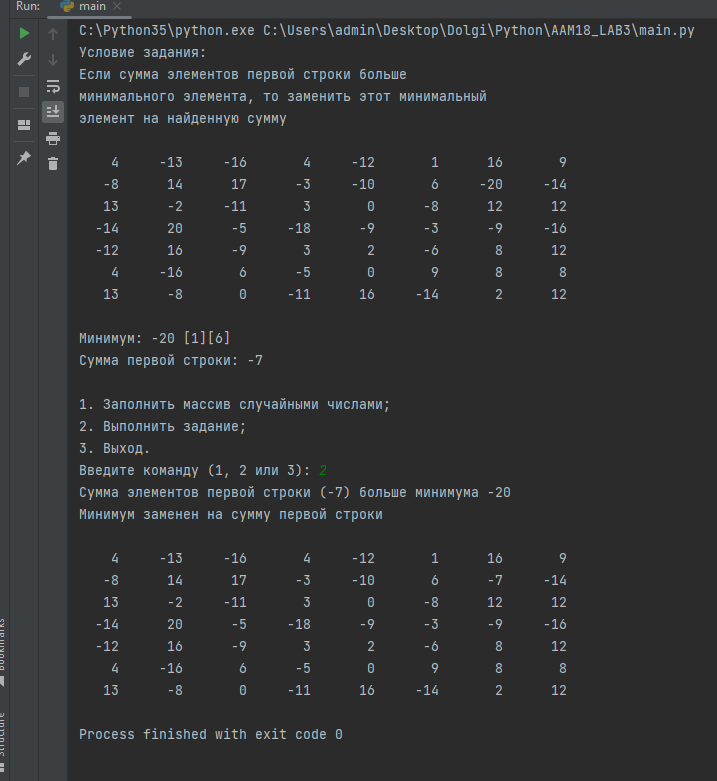 Run: main
C:\Python35\python.exe C:\Users\admin\Desktop\Dolgi\Python\AAM18_LAB3\main.py
Условие задания:
Если сумма элементов первой строки больше
минимального элемента, то заменить этот минимальный
элемент на найденную сумму
4 -13 -16 4 -12 1 16 9
-8 14 17 -3 -10 6 -20 -14
13 -2 -11 3 0 -8 12 12
-14 20 -5 -18 -9 -3 -9 -16
-12 16 -9 3 2 -6 8 12
4 -16 6 -5 0 9 8 8
13 -8 0 -11 16 -14 2 12
Минимум: -20 [1][6]
Сумма первой строки: -7
1. Заполнить массив случайными числами;
2. Выполнить задание;
3. Выход.
Введите команду (1, 2 или 3): 2
Сумма элементов первой строки (-7) больше минимума -20
Минимум заменен на сумму первой строки
4 -13 -16 4 -12 1 16 9
-8 14 17 -3 -10 6 -7 -14
13 -2 -11 3 0 -8 12 12
-14 20 -5 -18 -9 -3 -9 -16
-12 16 -9 3 2 -6 8 12
4 -16 6 -5 0 9 8 8
13 -8 0 -11 16 -14 2 12
Process finished with exit code 0
Bookmarks
Structure